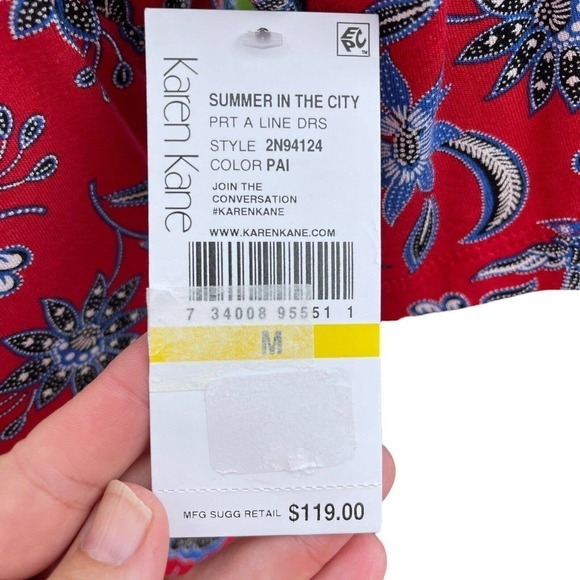 EPC
Karen Kane
SUMMER IN THE CITY
PRT A LINE DRS
STYLE 2N94124
COLOR PAI
JOIN THE
CONVERSATION
#KARENKANE
WWW.KARENKANE.COM
7 34008 95551 1
M
MFG SUGG RETAIL $119.00